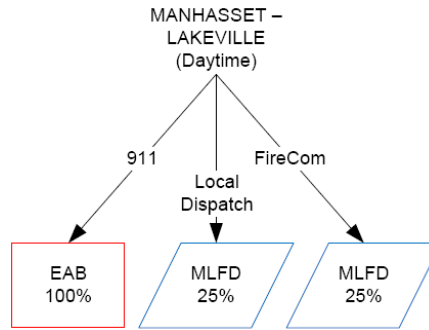 MANHASSET –
LAKEVILLE
(Daytime)
911
FireCom
Local
Dispatch
EAB
100%
MLFD
25%
MLFD
25%